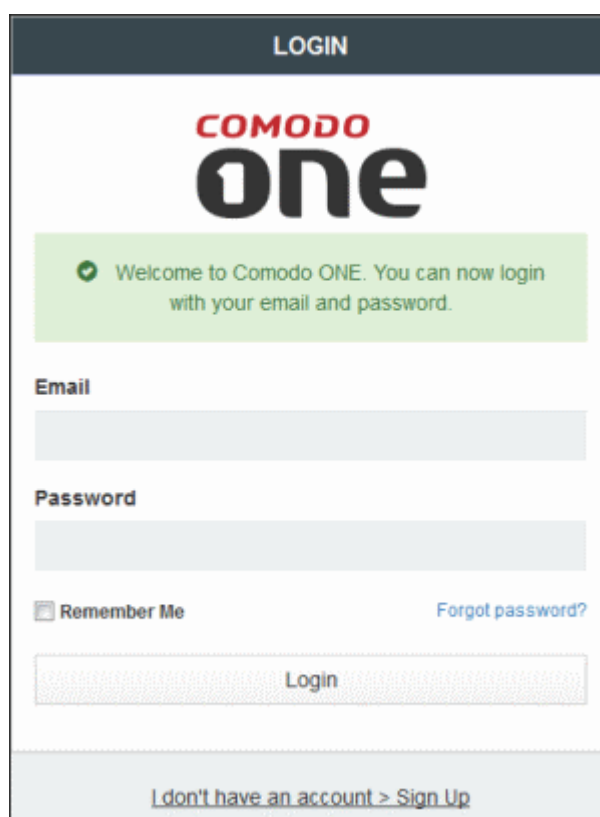 LOGIN
COMODO
one
Welcome to Comodo ONE. You can now login
with your email and password.
Email
Password
Remember Me Forgot password?
Login
I don't have an account > Sign Up